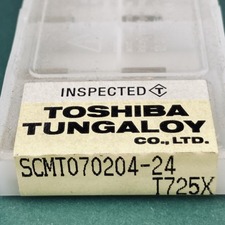 INSPECTED T
TOSHIBA
TUNGALOY
CO., LTD.
SCMT070204-24
T725X